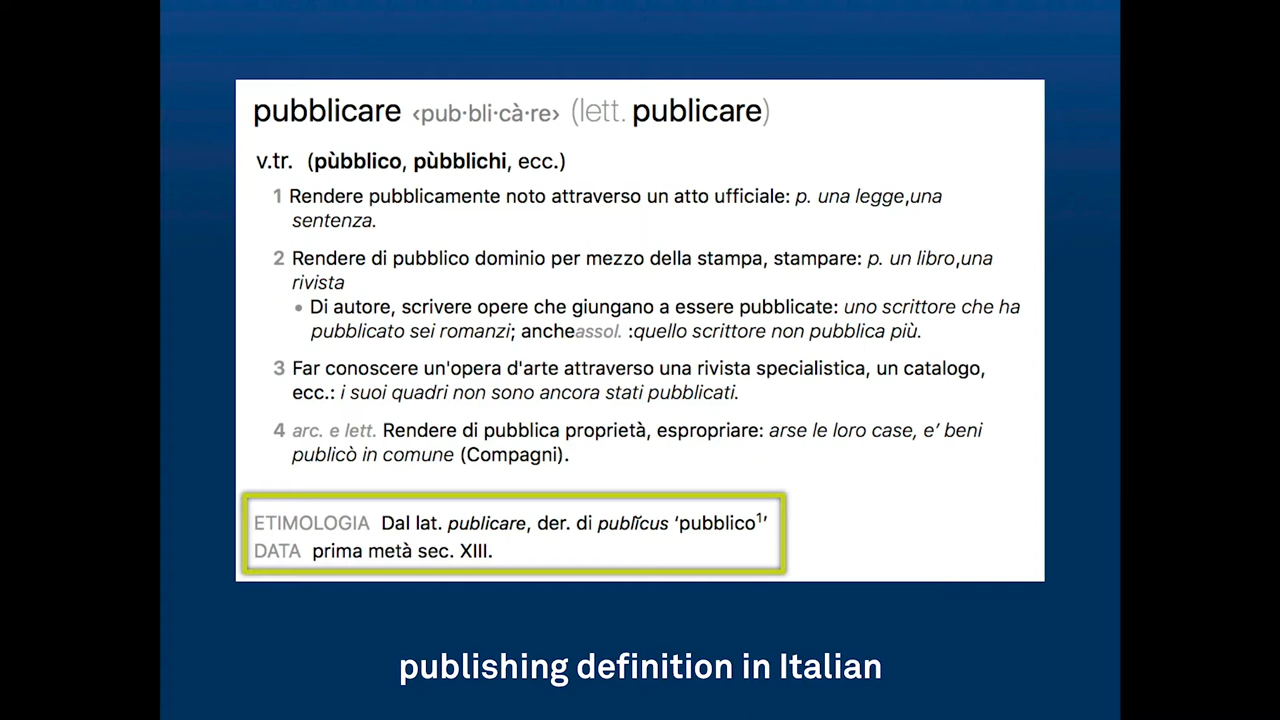 pubblicare ‹pub·bli·cà·re› (lett. publicare)
v.tr. (pùbblico, pùbblichi, ecc.)
1 Rendere pubblicamente noto attraverso un atto ufficiale: p. una legge,una
sentenza.
2 Rendere di pubblico dominio per mezzo della stampa, stampare: p. un libro,una
rivista
• Di autore, scrivere opere che giungano a essere pubblicate: uno scrittore che ha
pubblicato sei romanzi; ancheassol. :quello scrittore non pubblica più.
3 Far conoscere un'opera d'arte attraverso una rivista specialistica, un catalogo,
ecc.: i suoi quadri non sono ancora stati pubblicati.
4 arc. e lett. Rendere di pubblica proprietà, espropriare: arse le loro case, e’ beni
publicò in comune (Compagni).
ETIMOLOGIA Dal lat. publicare, der. di publĭcus ‘pubblico¹’
DATA prima metà sec. XIII.
publishing definition in Italian